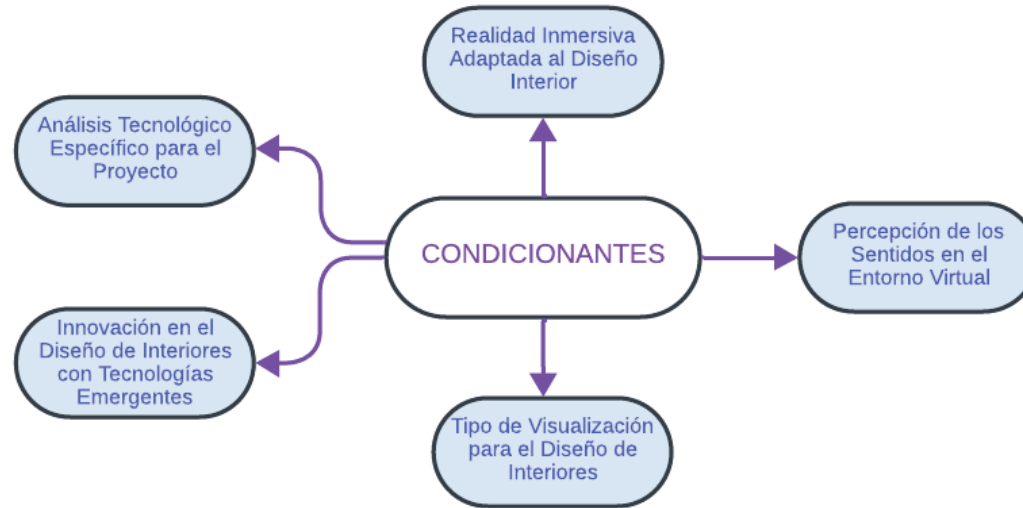 Realidad Inmersiva
Adaptada al Diseño
Interior
Análisis Tecnológico
Específico para el
Proyecto
CONDICIONANTES
Percepción de los
Sentidos en el
Entorno Virtual
Innovación en el
Diseño de Interiores
con Tecnologías
Emergentes
Tipo de Visualización
para el Diseño de
Interiores